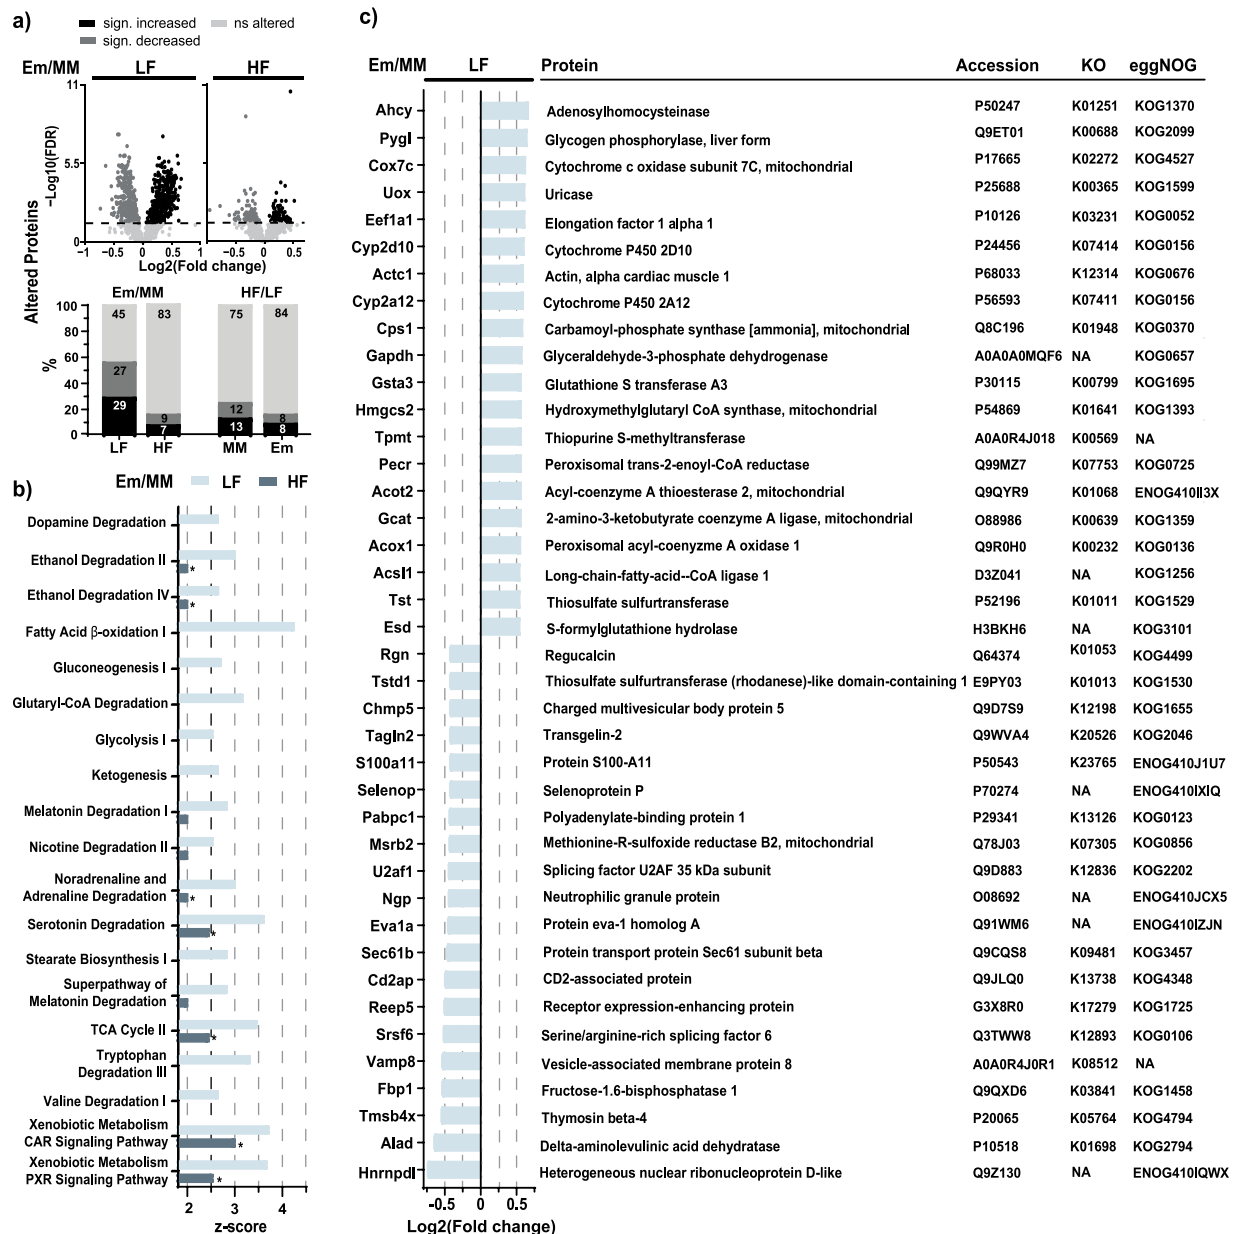 a)
sign. increased
ns altered
sign. decreased
Em/MM
LF
HF
11
5.5
0
−Log10(FDR)
-1 -0.5 0 0.5 1
-0.5 0 0.5
Log2(Fold change)
Altered Proteins
Em/MM
HF/LF
100
80
60
40
20
0
%
45 83 75 84
27 9 12 8
29 7 13 8
LF HF MM Em
b)
Em/MM
LF
HF
Dopamine Degradation
Ethanol Degradation II
*
Ethanol Degradation IV
*
Fatty Acid β-oxidation I
Gluconeogenesis I
Glutaryl-CoA Degradation
Glycolysis I
Ketogenesis
Melatonin Degradation I
Nicotine Degradation II
Noradrenaline and
Adrenaline Degradation
*
Serotonin Degradation
*
Stearate Biosynthesis I
Superpathway of
Melatonin Degradation
TCA Cycle II
*
Tryptophan
Degradation III
Valine Degradation I
Xenobiotic Metabolism
CAR Signaling Pathway
*
Xenobiotic Metabolism
PXR Signaling Pathway
*
2 3 4
z-score
c)
Em/MM LF Protein Accession KO eggNOG
Ahcy Adenosylhomocysteinase P50247 K01251 KOG1370
Pygl Glycogen phosphorylase, liver form Q9ET01 K00688 KOG2099
Cox7c Cytochrome c oxidase subunit 7C, mitochondrial P17665 K02272 KOG4527
Uox Uricase P25688 K00365 KOG1599
Eef1a1 Elongation factor 1 alpha 1 P10126 K03231 KOG0052
Cyp2d10 Cytochrome P450 2D10 P24456 K07414 KOG0156
Actc1 Actin, alpha cardiac muscle 1 P68033 K12314 KOG0676
Cyp2a12 Cytochrome P450 2A12 P56593 K07411 KOG0156
Cps1 Carbamoyl-phosphate synthase [ammonia], mitochondrial Q8C196 K01948 KOG0370
Gapdh Glyceraldehyde-3-phosphate dehydrogenase A0A0A0MQF6 NA KOG0657
Gsta3 Glutathione S transferase A3 P30115 K00799 KOG1695
Hmgcs2 Hydroxymethylglutaryl CoA synthase, mitochondrial P54869 K01641 KOG1393
Tpmt Thiopurine S-methyltransferase A0A0R4J018 K00569 NA
Pecr Peroxisomal trans-2-enoyl-CoA reductase Q99MZ7 K07753 KOG0725
Acot2 Acyl-coenzyme A thioesterase 2, mitochondrial Q9QYR9 K01068 ENOG410II3X
Gcat 2-amino-3-ketobutyrate coenzyme A ligase, mitochondrial O88986 K00639 KOG1359
Acox1 Peroxisomal acyl-coenyzme A oxidase 1 Q9R0H0 K00232 KOG0136
Acsl1 Long-chain-fatty-acid--CoA ligase 1 D3Z041 NA KOG1256
Tst Thiosulfate sulfurtransferase P52196 K01011 KOG1529
Esd S-formylglutathione hydrolase H3BKH6 NA KOG3101
Rgn Regucalcin Q64374 K01053 KOG4499
Tstd1 Thiosulfate sulfurtransferase (rhodanese)-like domain-containing 1 E9PY03 K01013 KOG1530
Chmp5 Charged multivesicular body protein 5 Q9D7S9 K12198 KOG1655
Tagln2 Transgelin-2 Q9WVA4 K20526 KOG2046
S100a11 Protein S100-A11 P50543 K23765 ENOG410J1U7
Selenop Selenoprotein P P70274 NA ENOG410IXIQ
Pabpc1 Polyadenylate-binding protein 1 P29341 K13126 KOG0123
Msrb2 Methionine-R-sulfoxide reductase B2, mitochondrial Q78J03 K07305 KOG0856
U2af1 Splicing factor U2AF 35 kDa subunit Q9D883 K12836 KOG2202
Ngp Neutrophilic granule protein O08692 NA ENOG410JCX5
Eva1a Protein eva-1 homolog A Q91WM6 NA ENOG410IZJN
Sec61b Protein transport protein Sec61 subunit beta Q9CQS8 K09481 KOG3457
Cd2ap CD2-associated protein Q9JLQ0 K13738 KOG4348
Reep5 Receptor expression-enhancing protein G3X8R0 K17279 KOG1725
Srsf6 Serine/arginine-rich splicing factor 6 Q3TWW8 K12893 KOG0106
Vamp8 Vesicle-associated membrane protein 8 A0A0R4J0R1 K08512 NA
Fbp1 Fructose-1.6-bisphosphatase 1 Q9QXD6 K03841 KOG1458
Tmsb4x Thymosin beta-4 P20065 K05764 KOG4794
Alad Delta-aminolevulinic acid dehydratase P10518 K01698 KOG2794
Hnrnpdl Heterogeneous nuclear ribonucleoprotein D-like Q9Z130 NA ENOG410IQWX
-0.5 0 0.5
Log2(Fold change)